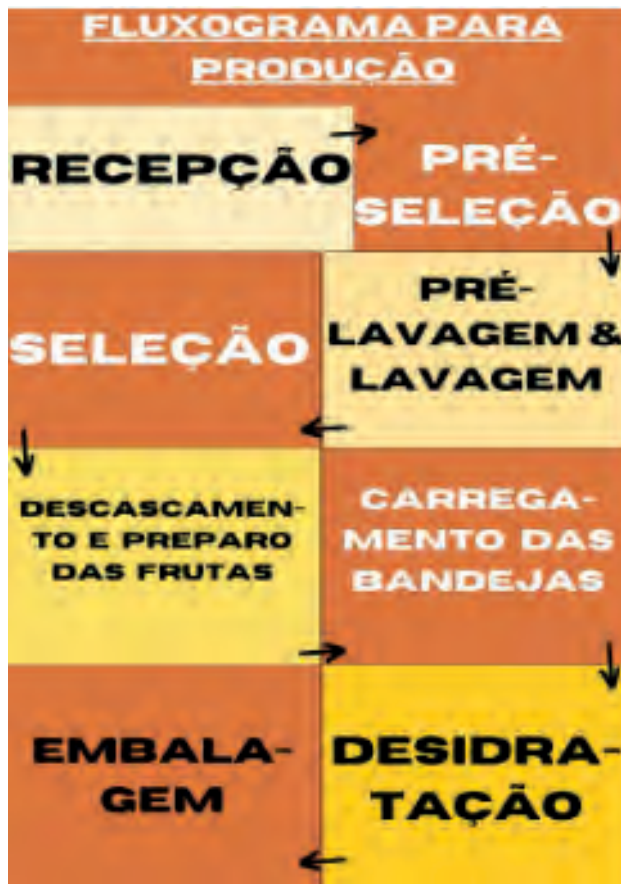 FLUXOGRAMA PARA
PRODUÇÃO
RECEPÇÃO
PRÉ-
SELEÇÃO
PRÉ-
LAVAGEM &
LAVAGEM
SELEÇÃO
DESCASCAMEN-
TO E PREPARO
DAS FRUTAS
CARREGA-
MENTO DAS
BANDEJAS
DESIDRA-
TAÇÃO
EMBALA-
GEM